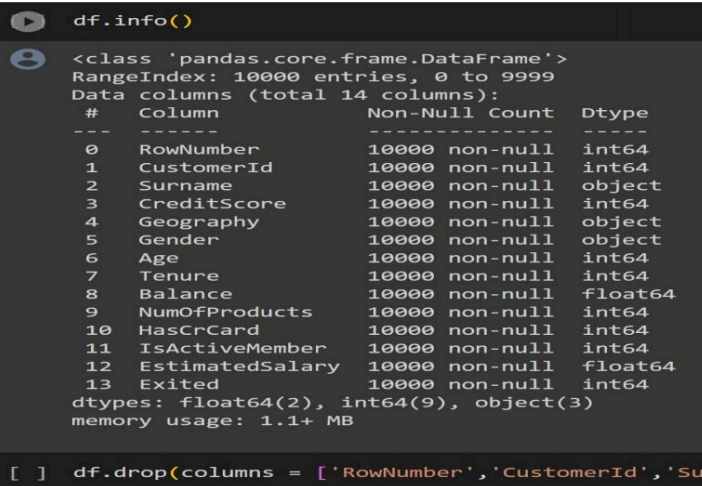 df.info()
<class 'pandas.core.frame.DataFrame'>
RangeIndex: 10000 entries, 0 to 9999
Data columns (total 14 columns):
#   Column           Non-Null Count  Dtype
---  ------           --------------  -----
0   RowNumber        10000 non-null  int64
1   CustomerId       10000 non-null  int64
2   Surname          10000 non-null  object
3   CreditScore      10000 non-null  int64
4   Geography        10000 non-null  object
5   Gender           10000 non-null  object
6   Age              10000 non-null  int64
7   Tenure           10000 non-null  int64
8   Balance          10000 non-null  float64
9   NumOfProducts    10000 non-null  int64
10  HasCrCard        10000 non-null  int64
11  IsActiveMember   10000 non-null  int64
12  EstimatedSalary  10000 non-null  float64
13  Exited           10000 non-null  int64
dtypes: float64(2), int64(9), object(3)
memory usage: 1.1+ MB
[ ] df.drop(columns = ['RowNumber','CustomerId','Su